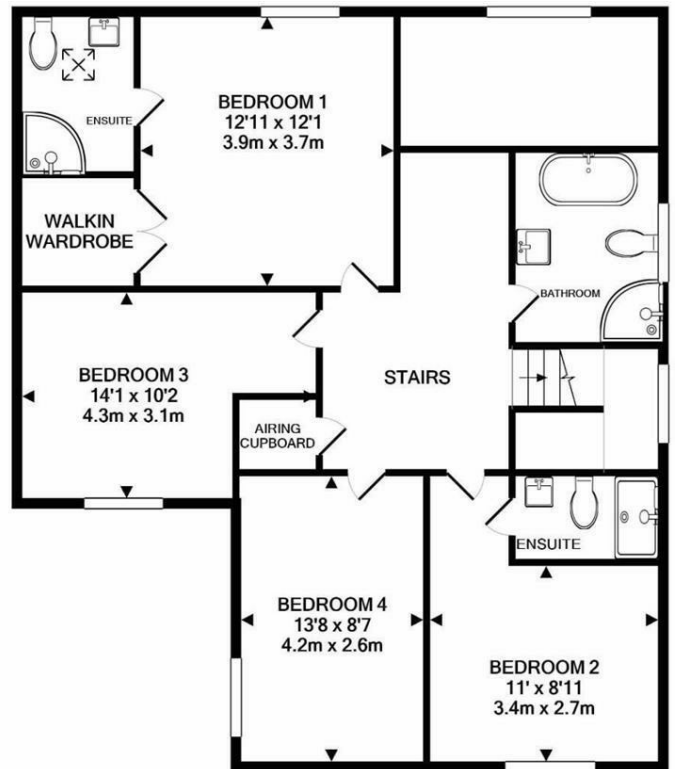 ENSUITE
BEDROOM 1
12'11 x 12'1
3.9m x 3.7m
WALKIN
WARDROBE
BATHROOM
BEDROOM 3
14'1 x 10'2
4.3m x 3.1m
STAIRS
AIRING
CUPBOARD
ENSUITE
BEDROOM 4
13'8 x 8'7
4.2m x 2.6m
BEDROOM 2
11' x 8'11
3.4m x 2.7m